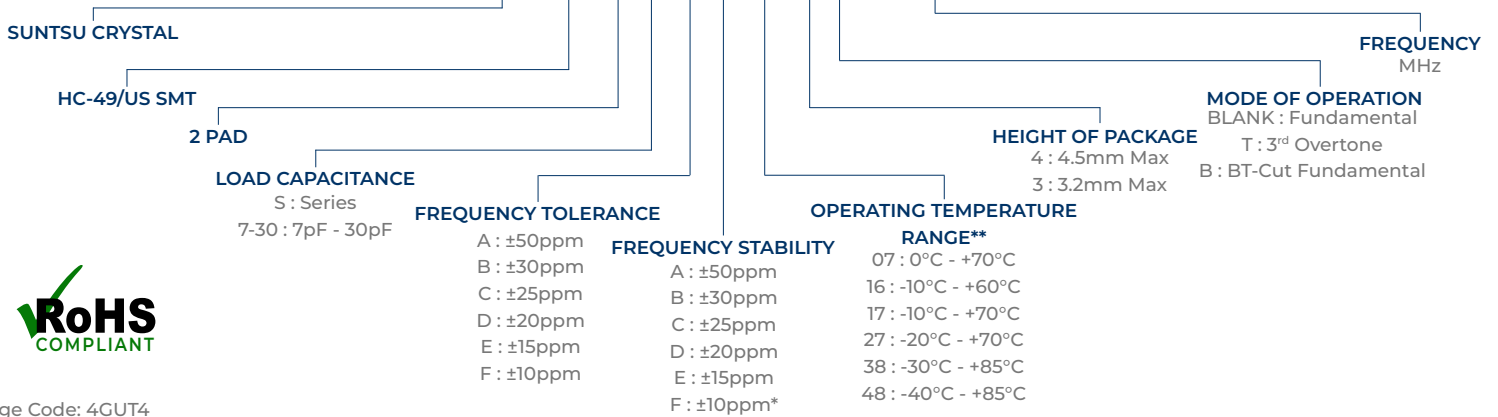 SUNTSU CRYSTAL
HC-49/US SMT
2 PAD
LOAD CAPACITANCE
S : Series
7-30 : 7pF - 30pF
FREQUENCY TOLERANCE
A : ±50ppm
B : ±30ppm
C : ±25ppm
D : ±20ppm
E : ±15ppm
F : ±10ppm
FREQUENCY STABILITY
A : ±50ppm
B : ±30ppm
C : ±25ppm
D : ±20ppm
E : ±15ppm
F : ±10ppm*
OPERATING TEMPERATURE
RANGE**
07 : 0°C - +70°C
16 : -10°C - +60°C
17 : -10°C - +70°C
27 : -20°C - +70°C
38 : -30°C - +85°C
48 : -40°C - +85°C
HEIGHT OF PACKAGE
4 : 4.5mm Max
3 : 3.2mm Max
MODE OF OPERATION
BLANK : Fundamental
T : 3rd Overtone
B : BT-Cut Fundamental
FREQUENCY
MHz
RoHS
COMPLIANT
ge Code: 4GUT4